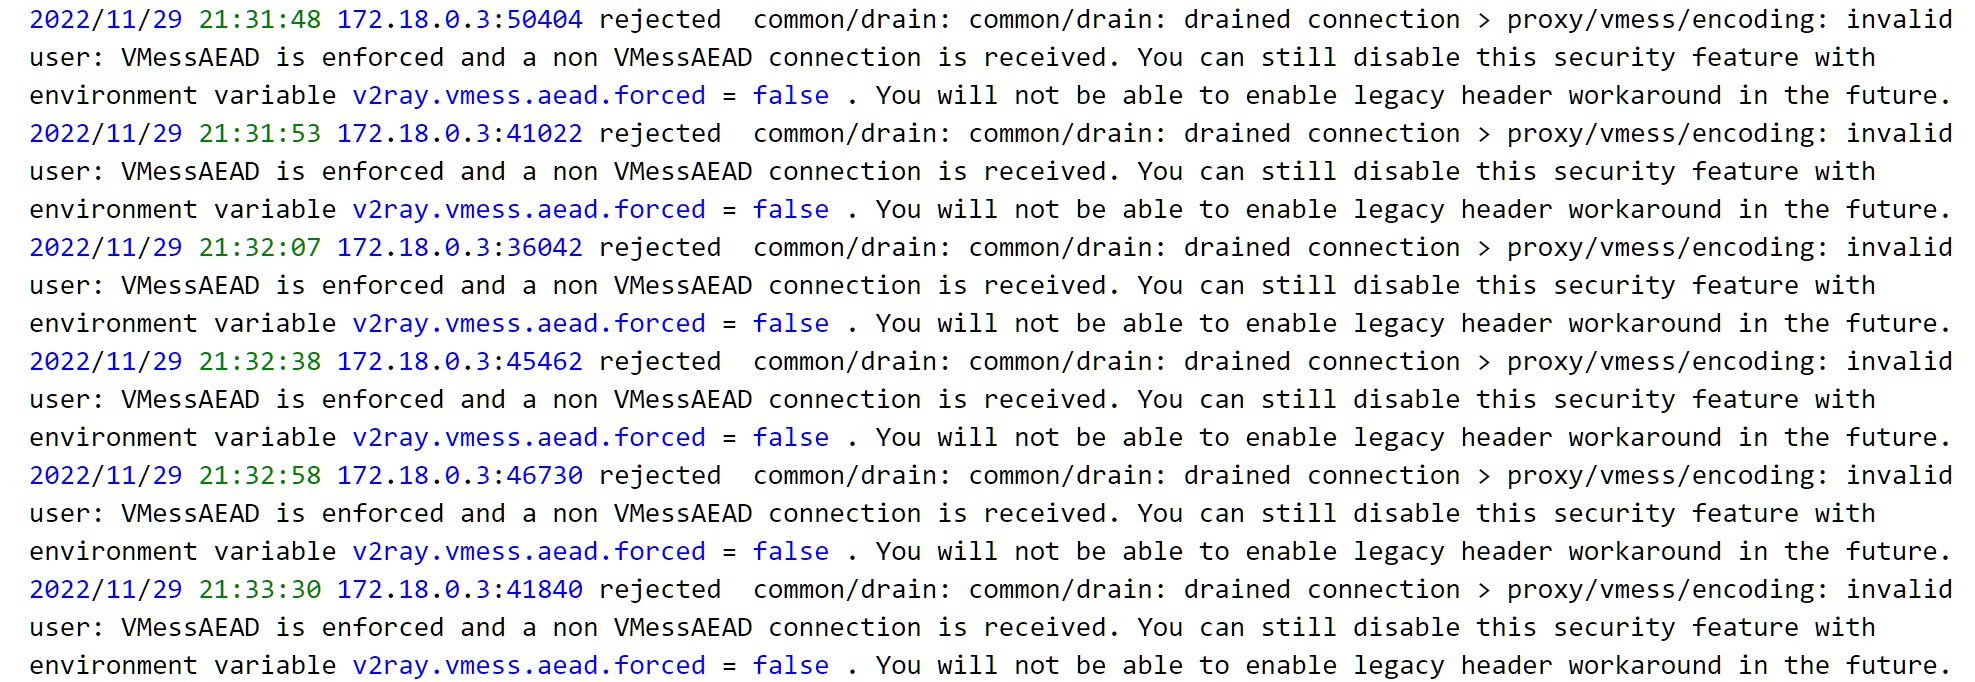 2022/11/29 21:31:48 172.18.0.3:50404 rejected  common/drain: common/drain: drained connection > proxy/vmess/encoding: invalid
user: VMessAEAD is enforced and a non VMessAEAD connection is received. You can still disable this security feature with
environment variable v2ray.vmess.aead.forced = false . You will not be able to enable legacy header workaround in the future.
2022/11/29 21:31:53 172.18.0.3:41022 rejected  common/drain: common/drain: drained connection > proxy/vmess/encoding: invalid
user: VMessAEAD is enforced and a non VMessAEAD connection is received. You can still disable this security feature with
environment variable v2ray.vmess.aead.forced = false . You will not be able to enable legacy header workaround in the future.
2022/11/29 21:32:07 172.18.0.3:36042 rejected  common/drain: common/drain: drained connection > proxy/vmess/encoding: invalid
user: VMessAEAD is enforced and a non VMessAEAD connection is received. You can still disable this security feature with
environment variable v2ray.vmess.aead.forced = false . You will not be able to enable legacy header workaround in the future.
2022/11/29 21:32:38 172.18.0.3:45462 rejected  common/drain: common/drain: drained connection > proxy/vmess/encoding: invalid
user: VMessAEAD is enforced and a non VMessAEAD connection is received. You can still disable this security feature with
environment variable v2ray.vmess.aead.forced = false . You will not be able to enable legacy header workaround in the future.
2022/11/29 21:32:58 172.18.0.3:46730 rejected  common/drain: common/drain: drained connection > proxy/vmess/encoding: invalid
user: VMessAEAD is enforced and a non VMessAEAD connection is received. You can still disable this security feature with
environment variable v2ray.vmess.aead.forced = false . You will not be able to enable legacy header workaround in the future.
2022/11/29 21:33:30 172.18.0.3:41840 rejected  common/drain: common/drain: drained connection > proxy/vmess/encoding: invalid
user: VMessAEAD is enforced and a non VMessAEAD connection is received. You can still disable this security feature with
environment variable v2ray.vmess.aead.forced = false . You will not be able to enable legacy header workaround in the future.